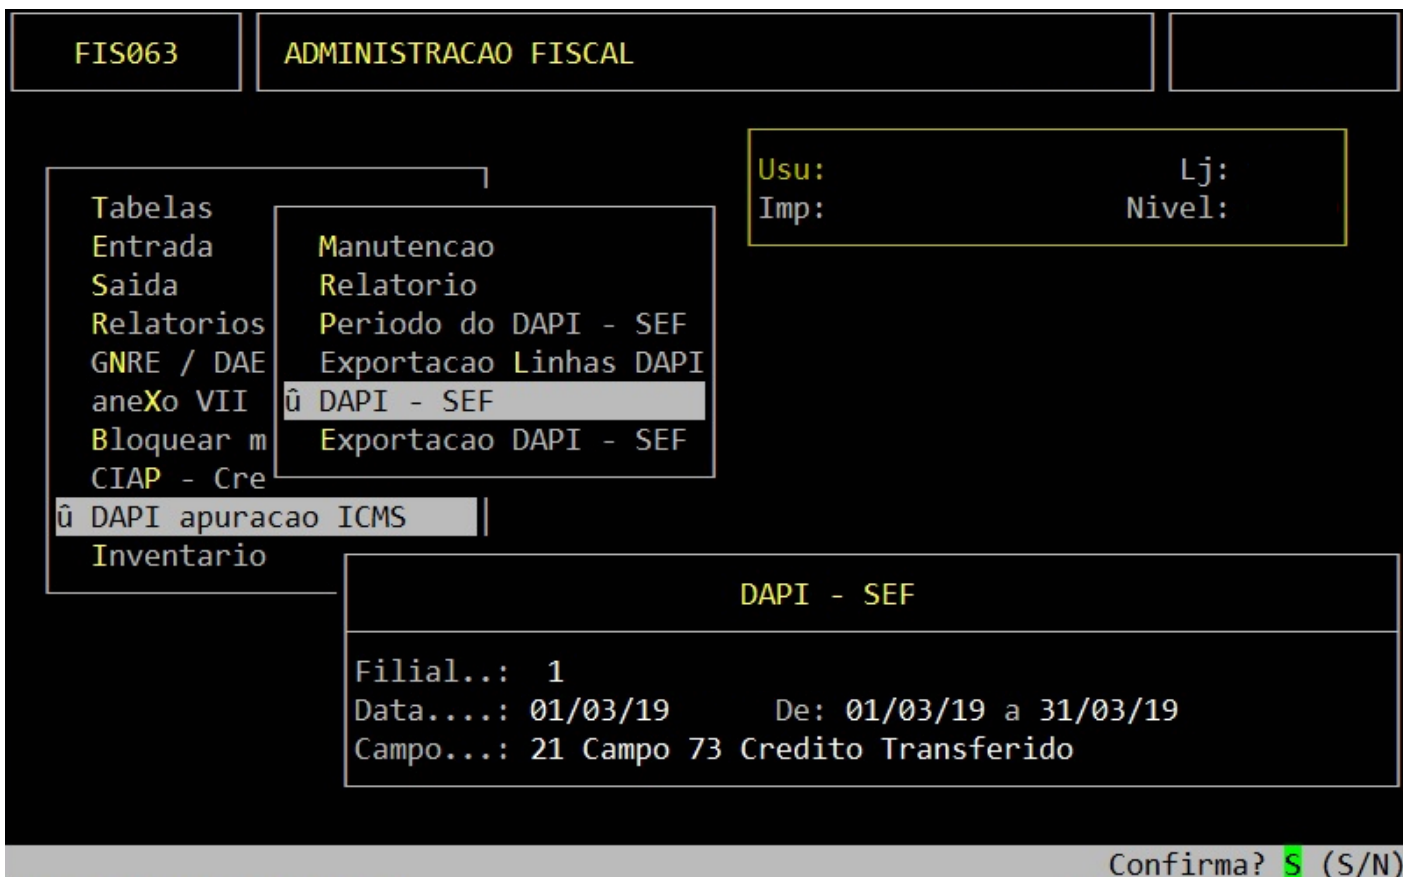 FIS063
ADMINISTRACAO FISCAL
Usu: Lj:
Imp: Nivel:
Tabelas
Entrada
Saida
Relatorios
GNRE / DAE
aneXo VII
Bloquear m
CIAP - Cre
û DAPI apuracao ICMS
Inventario
Manutencao
Relatorio
Periodo do DAPI - SEF
Exportacao Linhas DAPI
û DAPI - SEF
Exportacao DAPI - SEF
DAPI - SEF
Filial..: 1
Data....: 01/03/19 De: 01/03/19 a 31/03/19
Campo...: 21 Campo 73 Credito Transferido
Confirma? S (S/N)